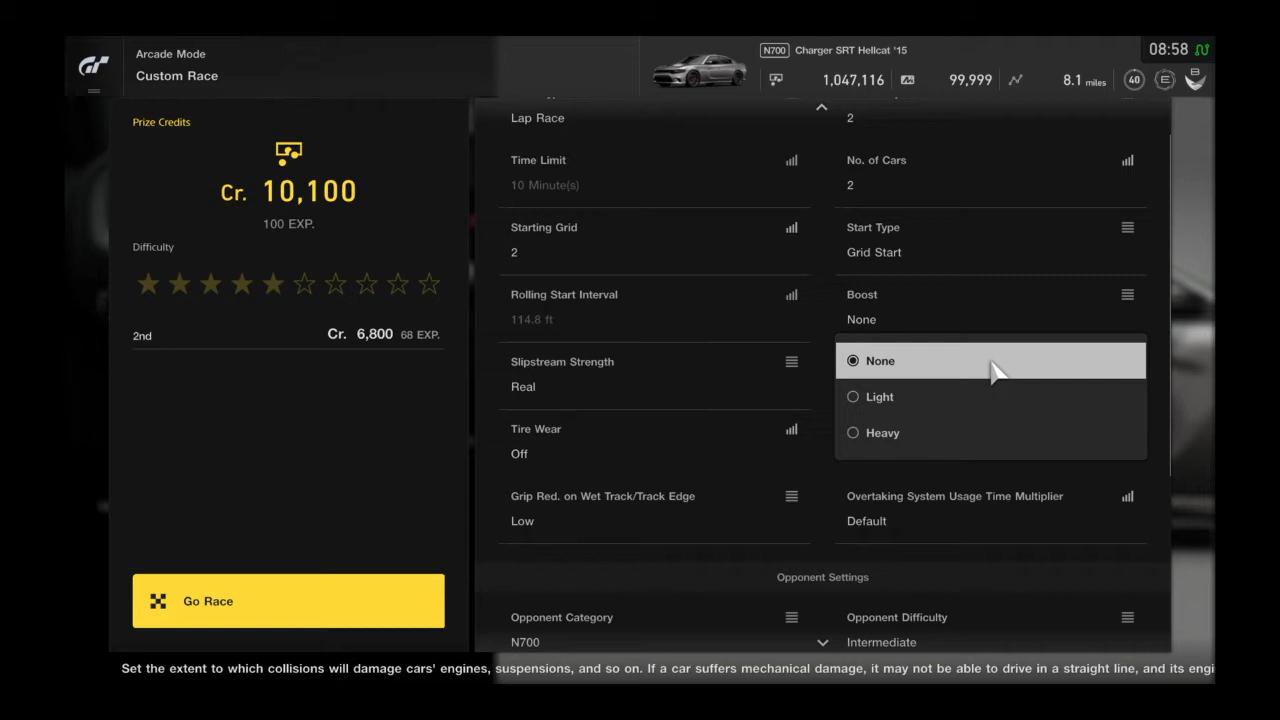 Arcade Mode
Custom Race
N700 Charger SRT Hellcat '15
1,047,116 99,999 8.1 miles 40 E B
08:58
Prize Credits
Cr. 10,100
100 EXP.
Difficulty
2nd Cr. 6,800 68 EXP.
Go Race
Lap Race 2
Time Limit No. of Cars
10 Minute(s) 2
Starting Grid Start Type
2 Grid Start
Rolling Start Interval Boost
114.8 ft None
Slipstream Strength None
Real Light
Tire Wear Heavy
Off
Grip Red. on Wet Track/Track Edge Overtaking System Usage Time Multiplier
Low Default
Opponent Settings
Opponent Category Opponent Difficulty
N700 Intermediate
Set the extent to which collisions will damage cars' engines, suspensions, and so on. If a car suffers mechanical damage, it may not be able to drive in a straight line, and its engi